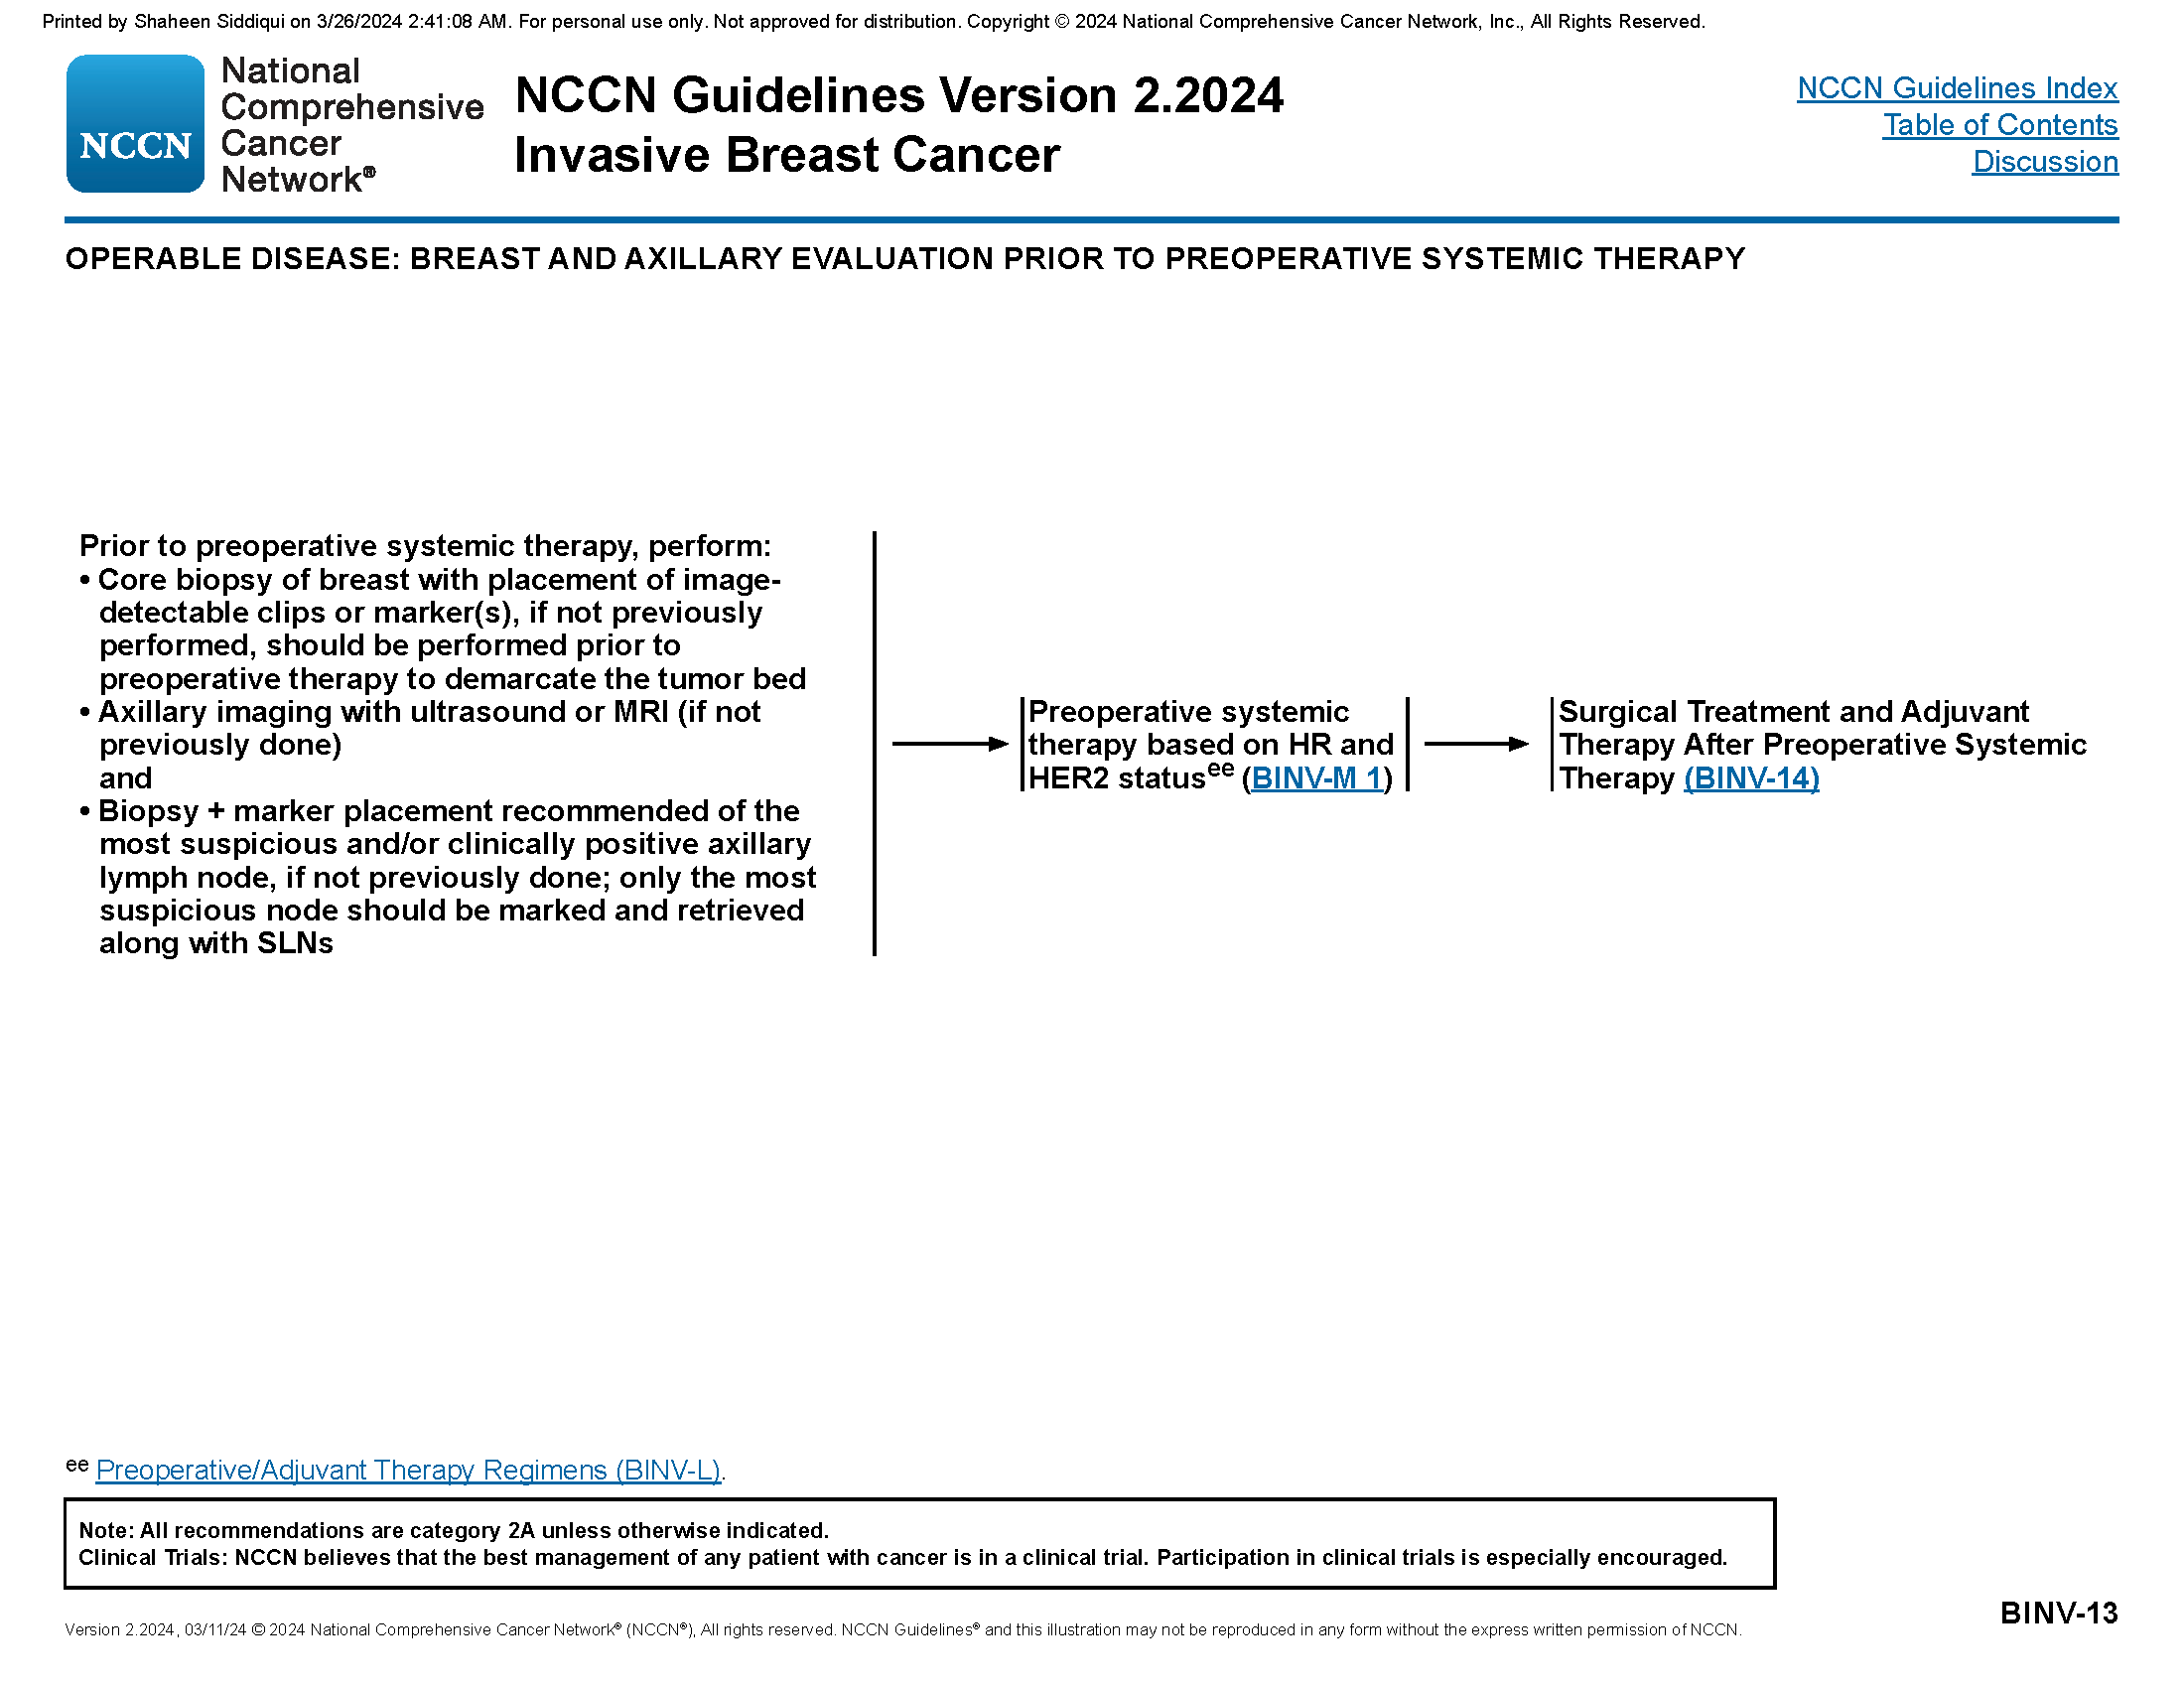 Printed by Shaheen Siddiqui on 3/26/2024 2:41:08 AM. For personal use only. Not approved for distribution. Copyright © 2024 National Comprehensive Cancer Network, Inc., All Rights Reserved.
NCCN
National
Comprehensive
Cancer
Network®
NCCN Guidelines Version 2.2024
Invasive Breast Cancer
NCCN Guidelines Index
Table of Contents
Discussion
OPERABLE DISEASE: BREAST AND AXILLARY EVALUATION PRIOR TO PREOPERATIVE SYSTEMIC THERAPY
Prior to preoperative systemic therapy, perform:
• Core biopsy of breast with placement of image-
detectable clips or marker(s), if not previously
performed, should be performed prior to
preoperative therapy to demarcate the tumor bed
• Axillary imaging with ultrasound or MRI (if not
previously done)
and
• Biopsy + marker placement recommended of the
most suspicious and/or clinically positive axillary
lymph node, if not previously done; only the most
suspicious node should be marked and retrieved
along with SLNs
Preoperative systemic
therapy based on HR and
HER2 status^ee (BINV-M 1)
Surgical Treatment and Adjuvant
Therapy After Preoperative Systemic
Therapy (BINV-14)
ee Preoperative/Adjuvant Therapy Regimens (BINV-L).
Note: All recommendations are category 2A unless otherwise indicated.
Clinical Trials: NCCN believes that the best management of any patient with cancer is in a clinical trial. Participation in clinical trials is especially encouraged.
BINV-13
Version 2.2024, 03/11/24 © 2024 National Comprehensive Cancer Network® (NCCN®), All rights reserved. NCCN Guidelines® and this illustration may not be reproduced in any form without the express written permission of NCCN.